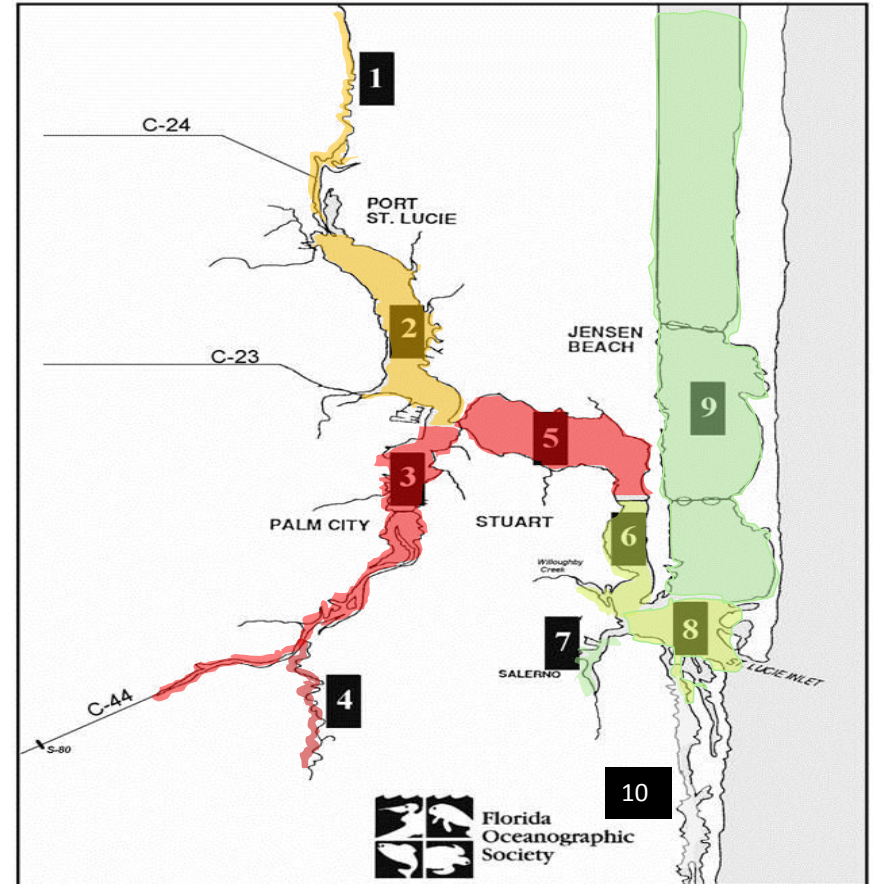 1
C-24
PORT
ST. LUCIE
2
JENSEN
BEACH
C-23
9
5
3
PALM CITY
STUART
6
Willoughby
Creek
8
7
ST LUCIE INLET
SALERNO
4
C-44
S-80
10
Florida
Oceanographic
Society